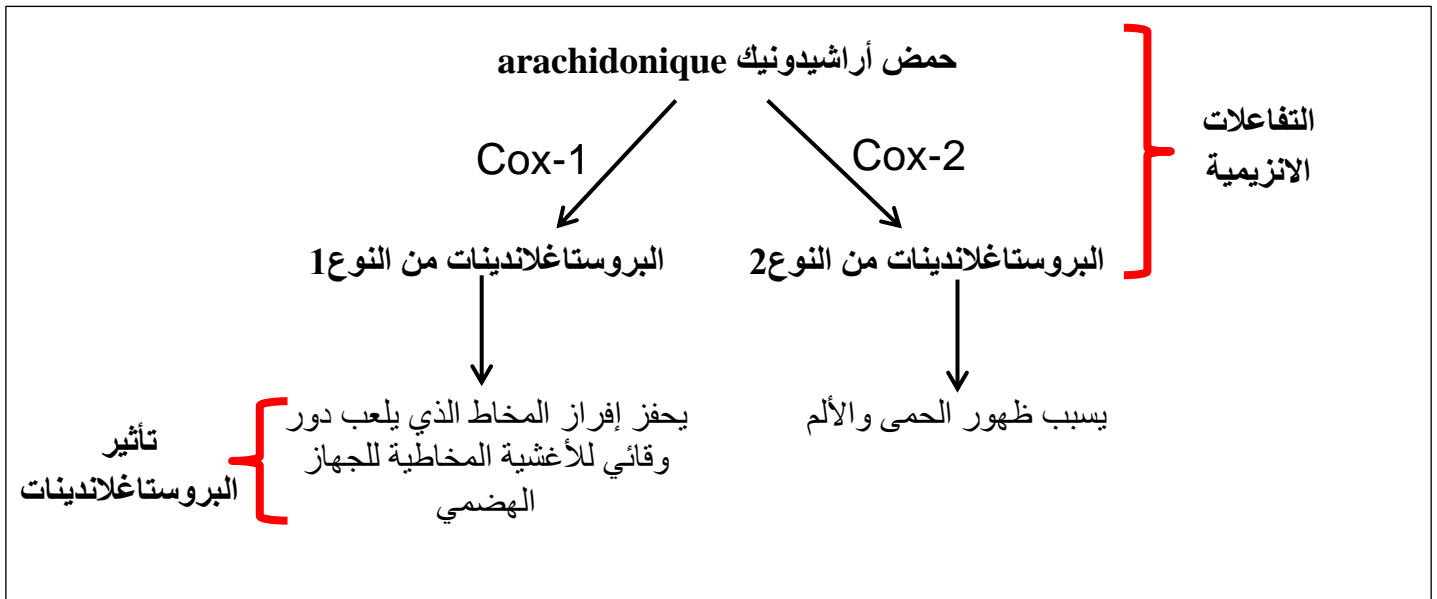 حمض أراشيدونيك arachidonique
التفاعلات
الانزيمية
Cox-2
Cox-1
البروستاغلاندينات من النوع2
البروستاغلاندينات من النوع1
يسبب ظهور الحمى والألم
يحفز إفراز المخاط الذي يلعب دور
وقائي للأغشية المخاطية للجهاز
الهضمي
تأثير
البروستاغلاندينات